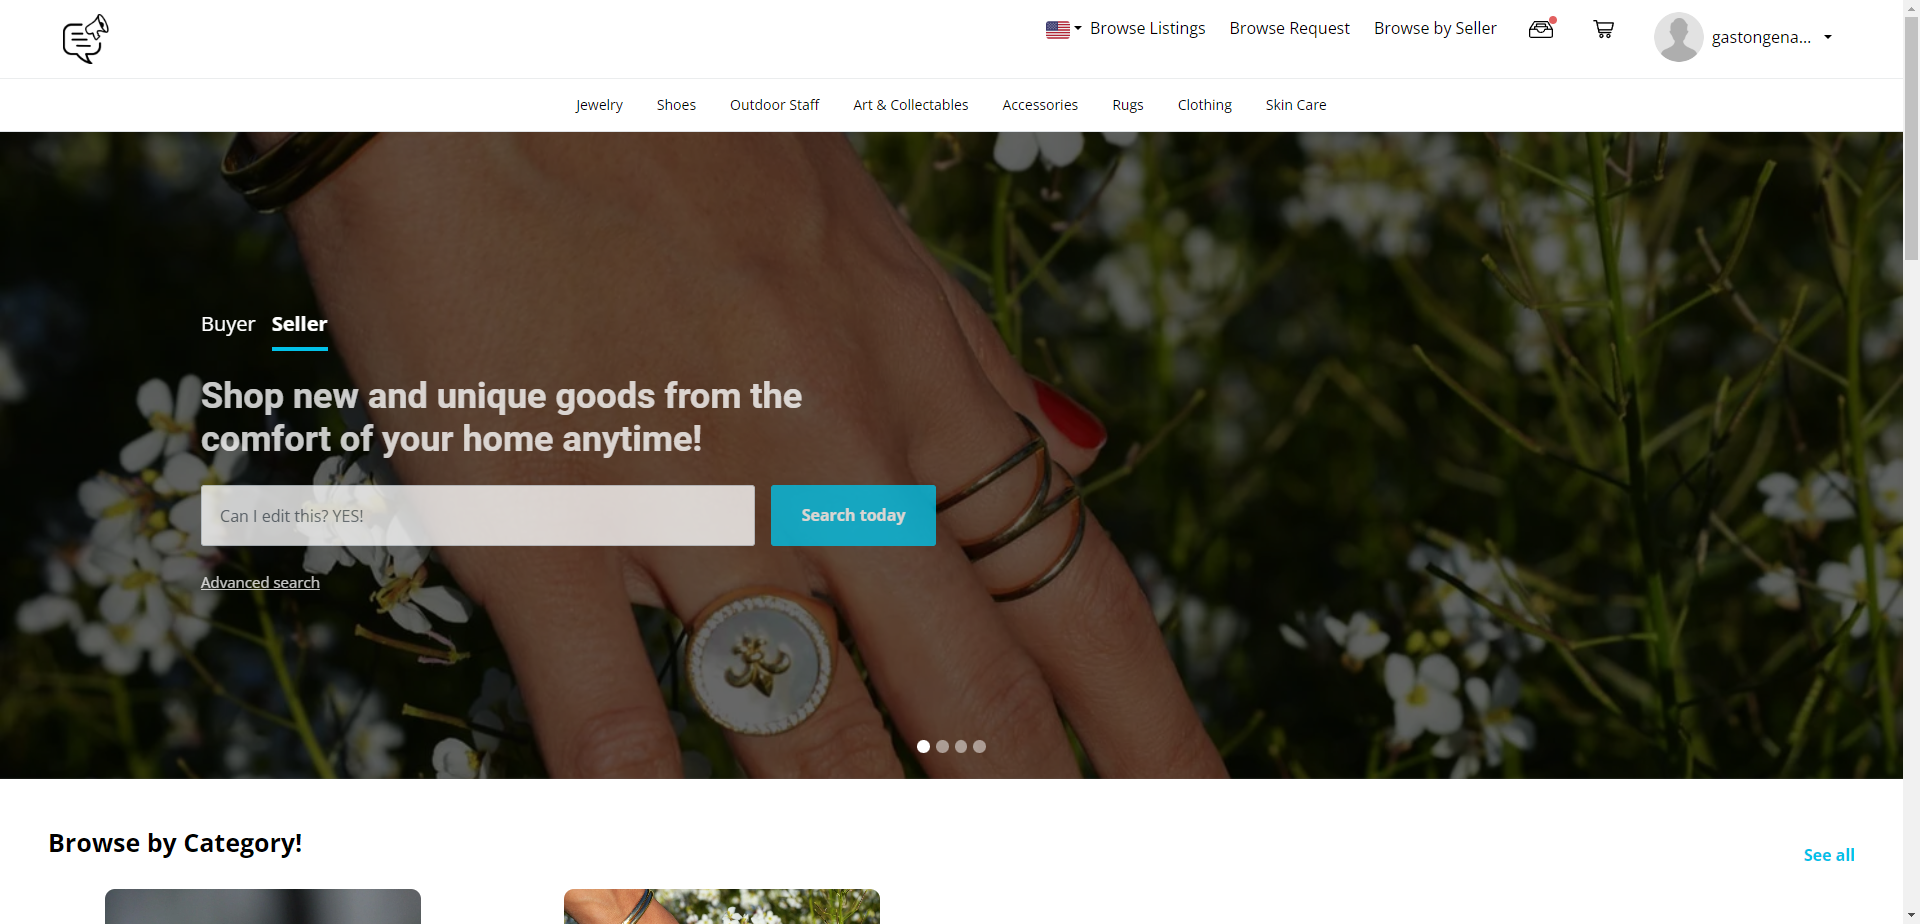 Browse Listings
Browse Request
Browse by Seller
gastongena...
Jewelry
Shoes
Outdoor Staff
Art & Collectables
Accessories
Rugs
Clothing
Skin Care
Buyer
Seller
Shop new and unique goods from the
comfort of your home anytime!
Can I edit this? YES!
Search today
Advanced search
Browse by Category!
See all